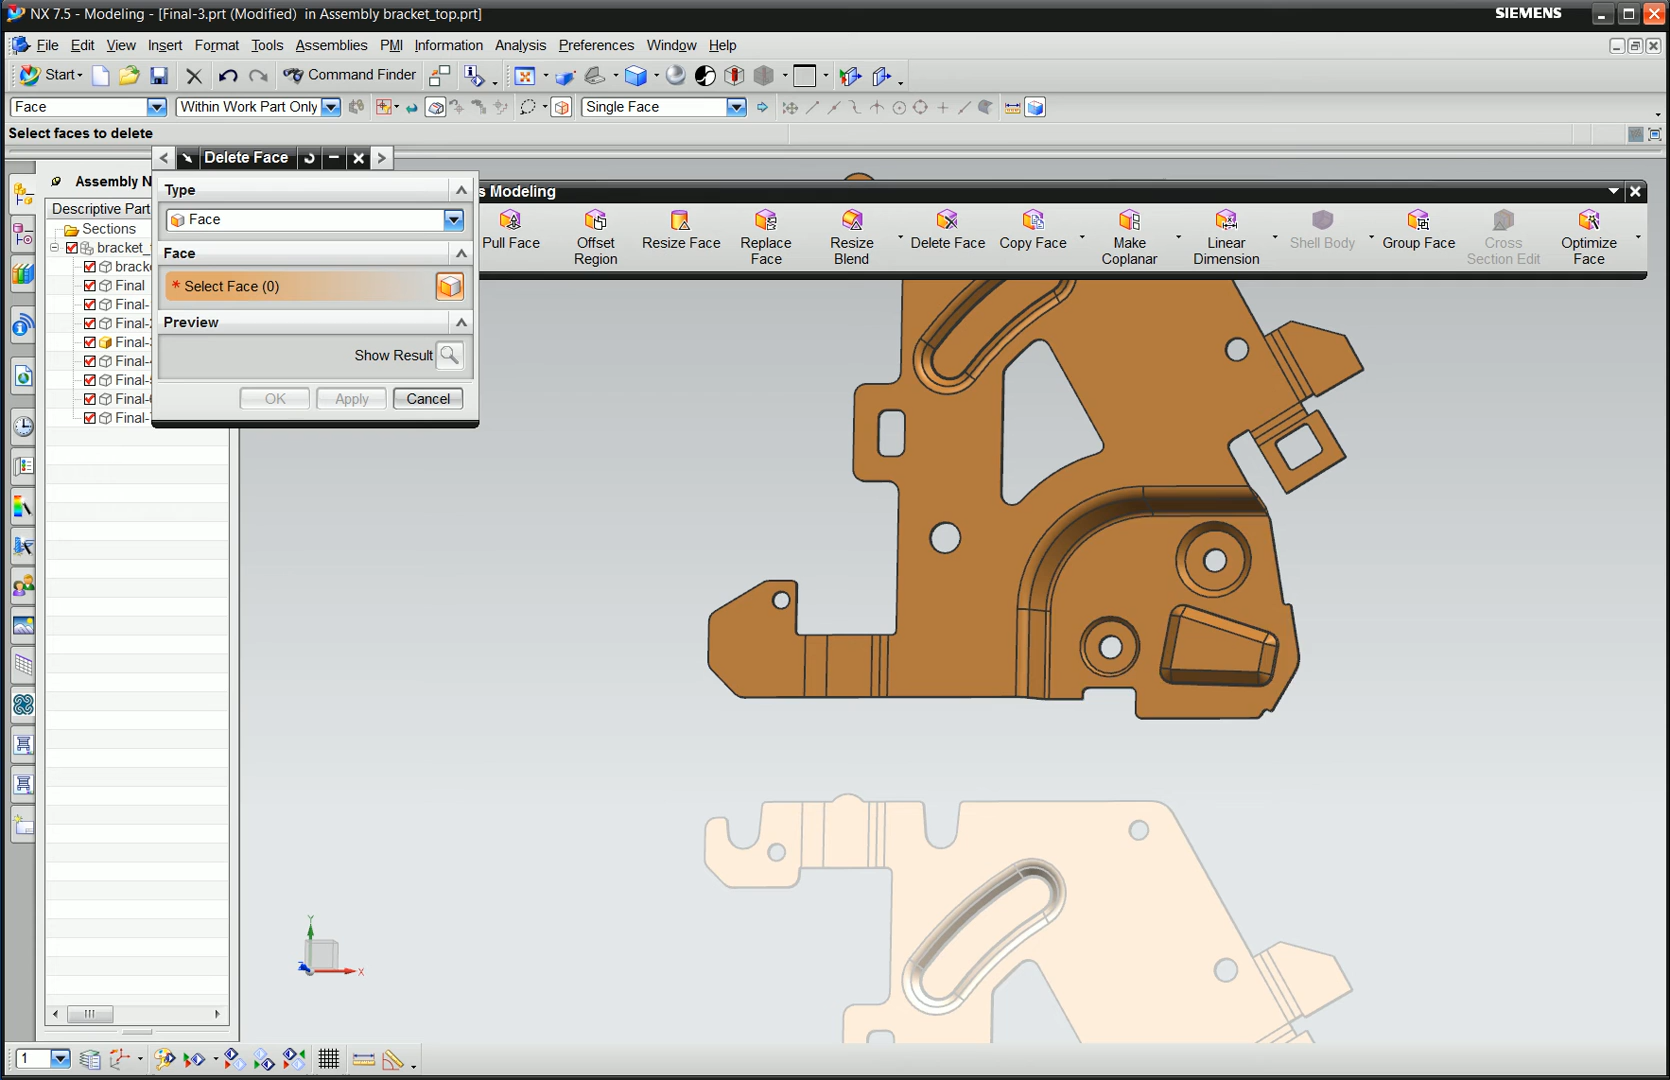 NX 7.5 - Modeling - [Final-3.prt (Modified) in Assembly bracket_top.prt]
SIEMENS
File Edit View Insert Format Tools Assemblies PMI Information Analysis Preferences Window Help
Start Command Finder
Face Within Work Part Only Single Face
Select faces to delete
Delete Face
Assembly N
Descriptive Part
Sections
bracket_
bracke
Final
Final-
Final-
Final-
Final-
Final-
Final-
Final-
Type
Face
Face
* Select Face (0)
Preview
Show Result
OK Apply Cancel
s Modeling
Pull Face
Offset Region
Resize Face
Replace Face
Resize Blend
Delete Face
Copy Face
Make Coplanar
Linear Dimension
Shell Body
Group Face
Cross Section Edit
Optimize Face
Y
X
1